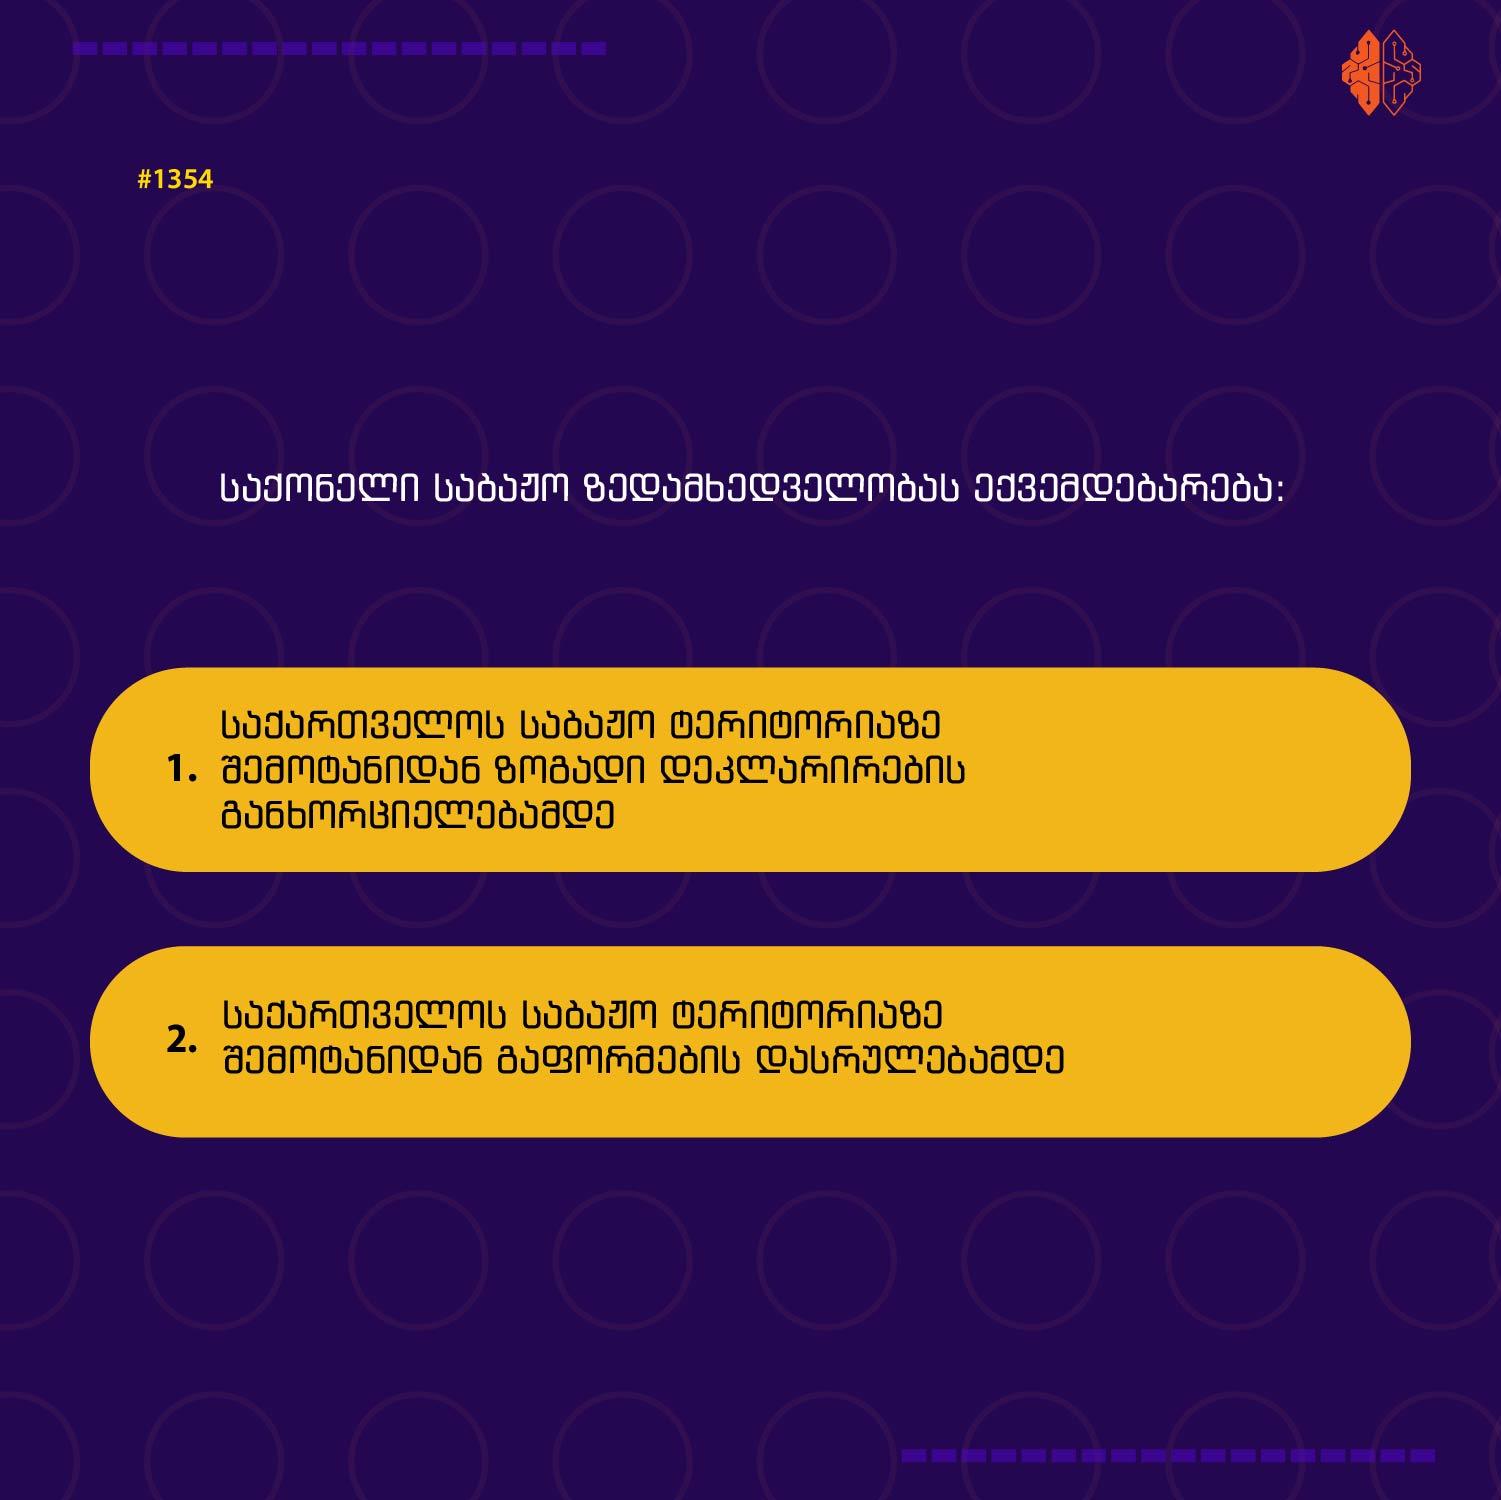 #1354
საქონელი საბაჟო ზედამხედველობას ექვემდებარება:
საქართველოს საბაჟო ტერიტორიაზე
1. შემოტანიდან ზოგადი დეკლარირების
განხორციელებამდე
საქართველოს საბაჟო ტერიტორიაზე
2. შემოტანიდან გაფორმების დასრულებამდე